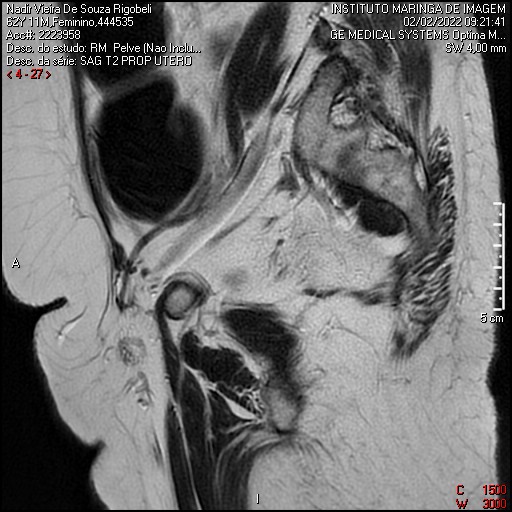 Nadir Vieira De Souza Rigobeli
62Y 11M,Feminino,444535
Acc#: 2223958
Desc. do estudo: RM Pelve (Nao Inclu...
Desc. da série: SAG T2 PROP UTERO
< 4 - 27 >
INSTITUTO MARINGA DE IMAGEM
02/02/2022 09:21:41
GE MEDICAL SYSTEMS Optima M...
SW 4,00 mm
A
5 cm
I
C 1500
W 3000